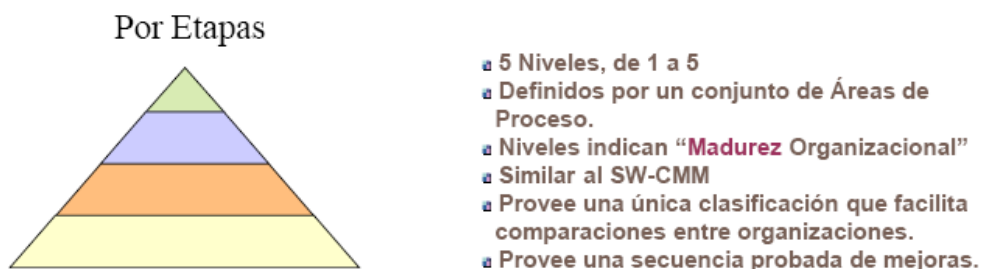 Por Etapas
5 Niveles, de 1 a 5
Definidos por un conjunto de Áreas de
Proceso.
Niveles indican “Madurez Organizacional”
Similar al SW-CMM
Provee una única clasificación que facilita
comparaciones entre organizaciones.
Provee una secuencia probada de mejoras.